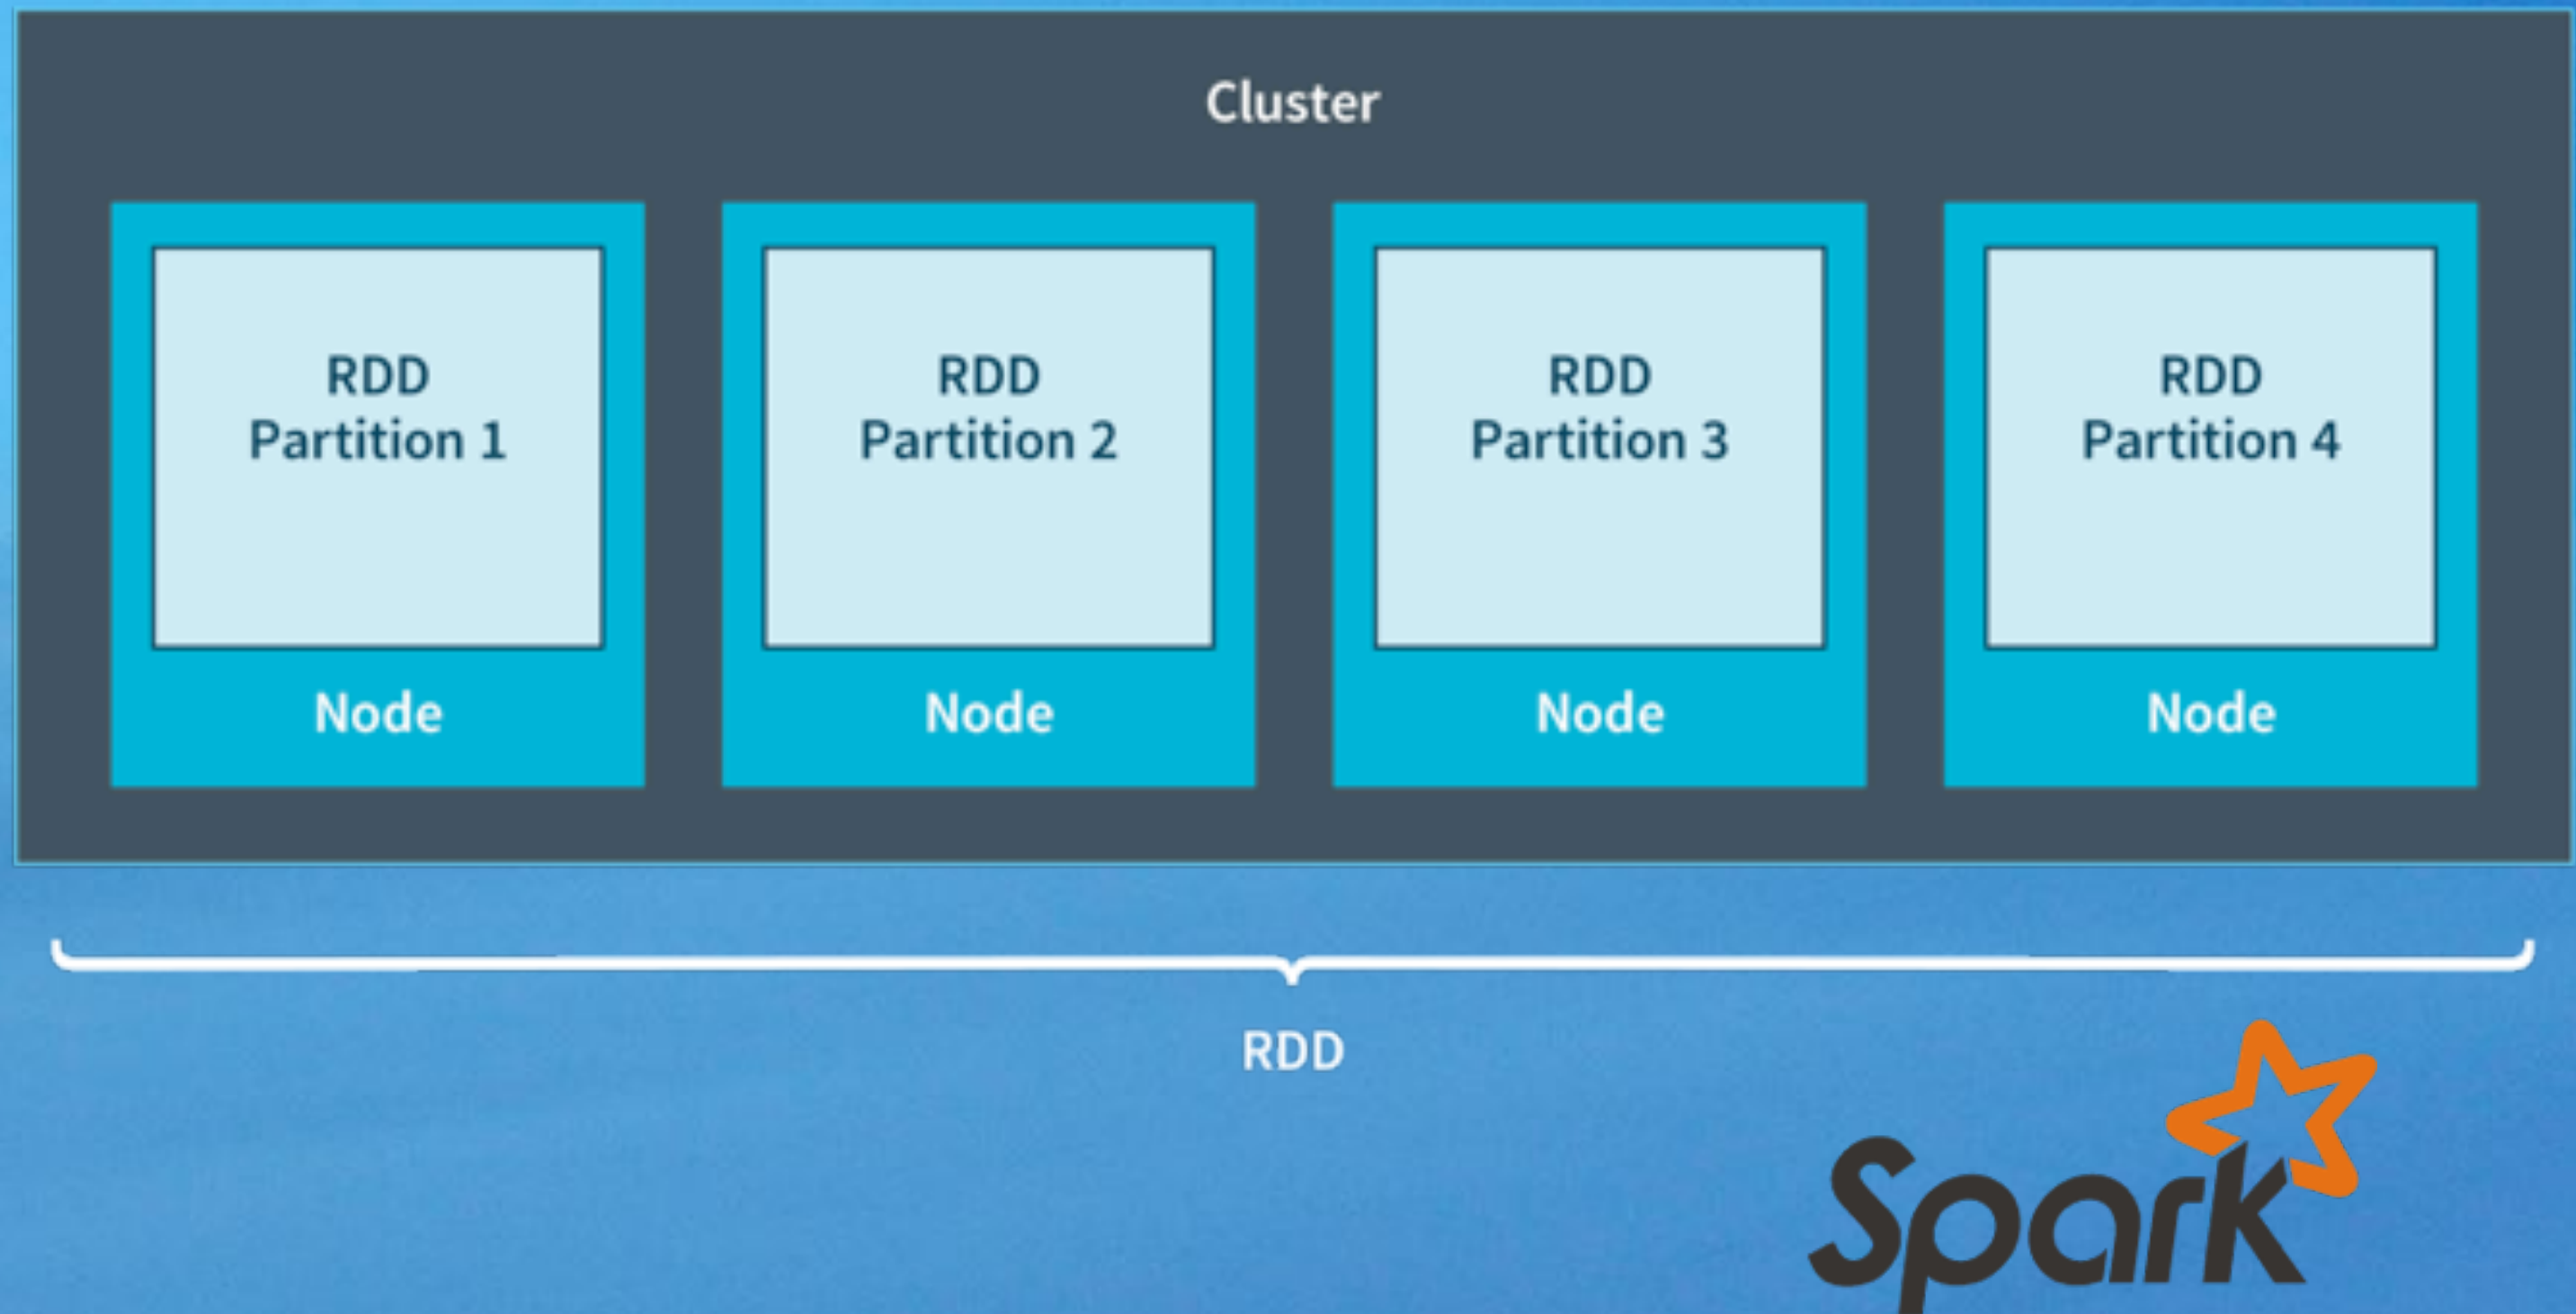 Cluster
RDD
Partition 1
RDD
Partition 2
RDD
Partition 3
RDD
Partition 4
Node
Node
Node
Node
RDD
Spark